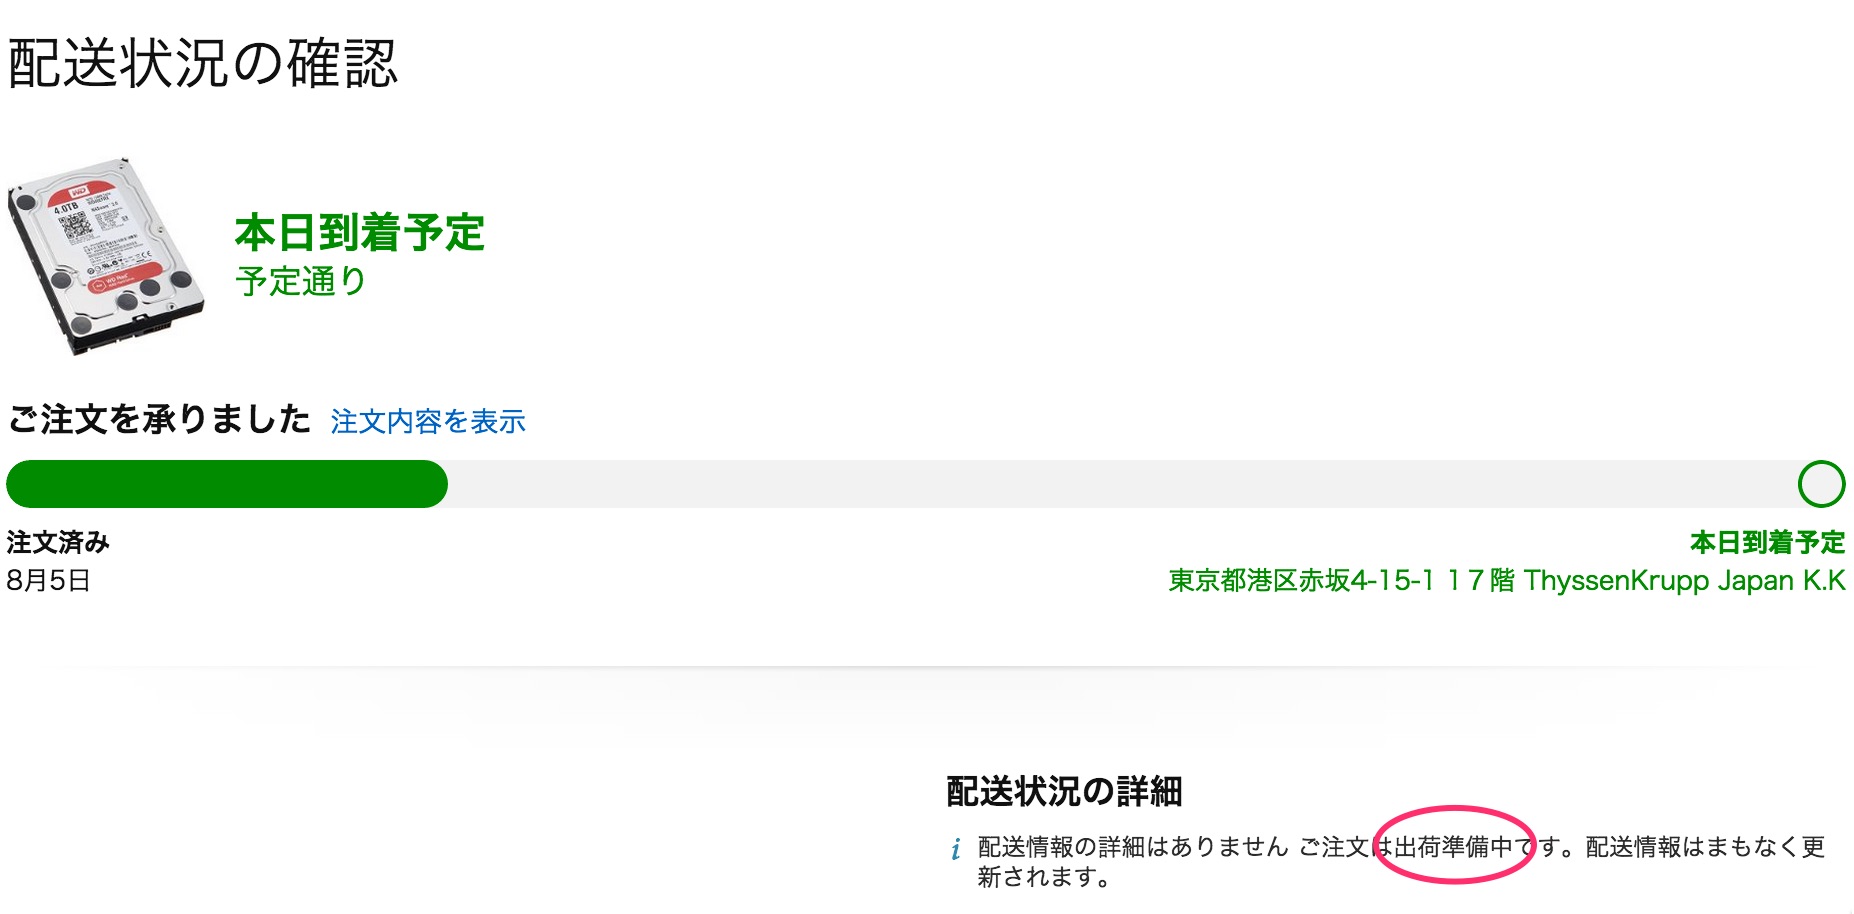 配送状況の確認
WD
4.0TB
本日到着予定
予定通り
ご注文を承りました 注文内容を表示
注文済み
8月5日
本日到着予定
東京都港区赤坂4-15-1 １７階 ThyssenKrupp Japan K.K
配送状況の詳細
i 配送情報の詳細はありません ご注文は出荷準備中です。配送情報はまもなく更
新されます。